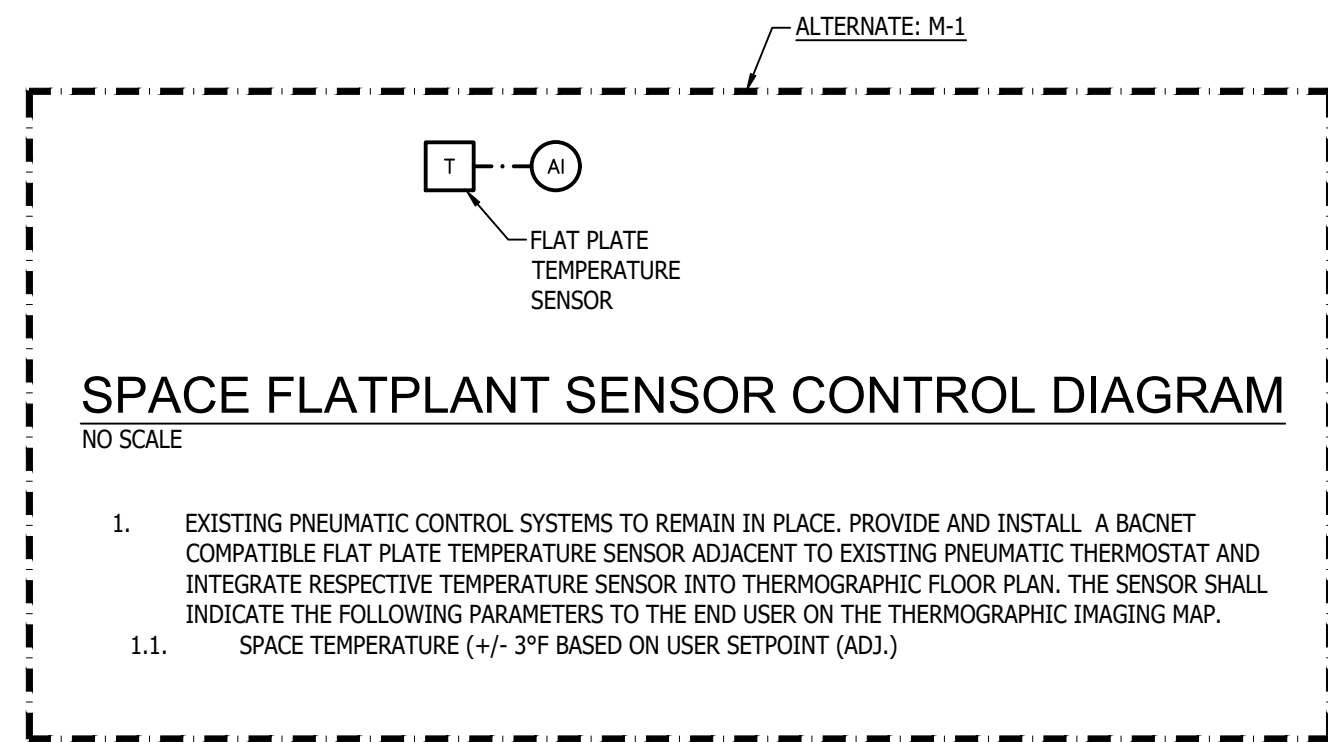 ALTERNATE: M-1
T
AI
FLAT PLATE
TEMPERATURE
SENSOR
SPACE FLATPLANT SENSOR CONTROL DIAGRAM
NO SCALE
1. EXISTING PNEUMATIC CONTROL SYSTEMS TO REMAIN IN PLACE. PROVIDE AND INSTALL A BACNET
COMPATIBLE FLAT PLATE TEMPERATURE SENSOR ADJACENT TO EXISTING PNEUMATIC THERMOSTAT AND
INTEGRATE RESPECTIVE TEMPERATURE SENSOR INTO THERMOGRAPHIC FLOOR PLAN. THE SENSOR SHALL
INDICATE THE FOLLOWING PARAMETERS TO THE END USER ON THE THERMOGRAPHIC IMAGING MAP.
1.1. SPACE TEMPERATURE (+/- 3°F BASED ON USER SETPOINT (ADJ.)